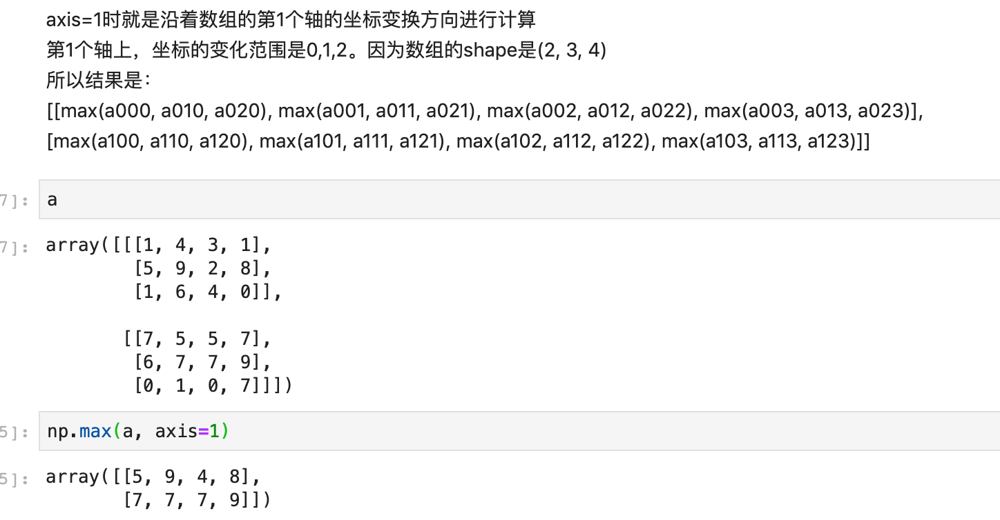 axis=1时就是沿着数组的第1个轴的坐标变换方向进行计算
第1个轴上，坐标的变化范围是0,1,2。因为数组的shape是(2, 3, 4)
所以结果是：
[[max(a000, a010, a020), max(a001, a011, a021), max(a002, a012, a022), max(a003, a013, a023)],
[max(a100, a110, a120), max(a101, a111, a121), max(a102, a112, a122), max(a103, a113, a123)]]
7]: a
7]: array([[[1, 4, 3, 1],
[5, 9, 2, 8],
[1, 6, 4, 0]],
[[7, 5, 5, 7],
[6, 7, 7, 9],
[0, 1, 0, 7]]])
5]: np.max(a, axis=1)
5]: array([[5, 9, 4, 8],
[7, 7, 7, 9]])